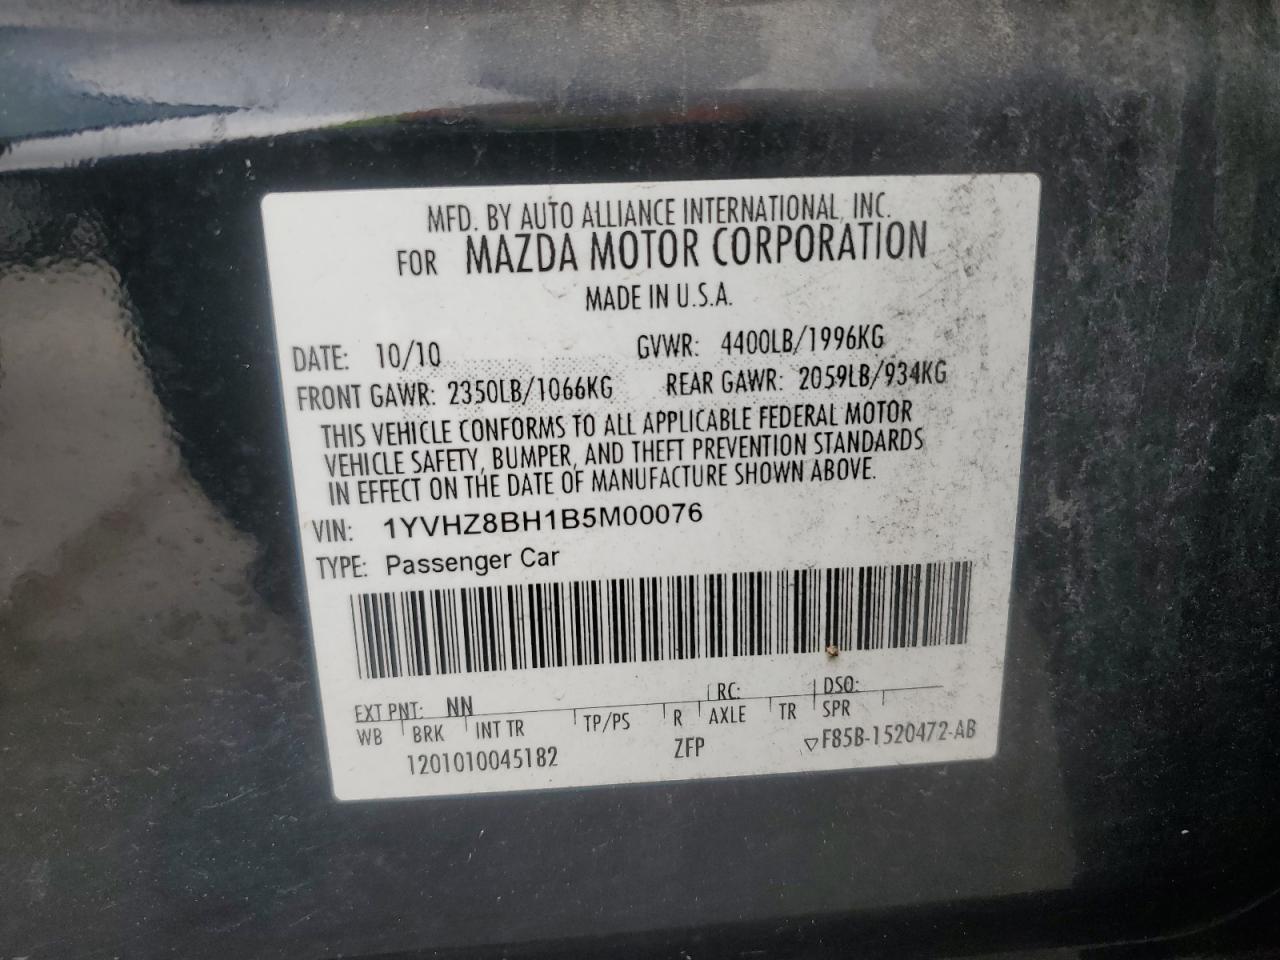 MFD. BY AUTO ALLIANCE INTERNATIONAL, INC.
FOR MAZDA MOTOR CORPORATION
MADE IN U.S.A.
DATE: 10/10 GVWR: 4400LB/1996KG
FRONT GAWR: 2350LB/1066KG REAR GAWR: 2059LB/934KG
THIS VEHICLE CONFORMS TO ALL APPLICABLE FEDERAL MOTOR
VEHICLE SAFETY, BUMPER, AND THEFT PREVENTION STANDARDS
IN EFFECT ON THE DATE OF MANUFACTURE SHOWN ABOVE.
VIN: 1YVHZ8BH1B5M00076
TYPE: Passenger Car
EXT PNT: NN RC: DSO:
WB BRK INT TR TP/PS R AXLE TR SPR
1201010045182 ZFP ▽F85B-1520472-AB